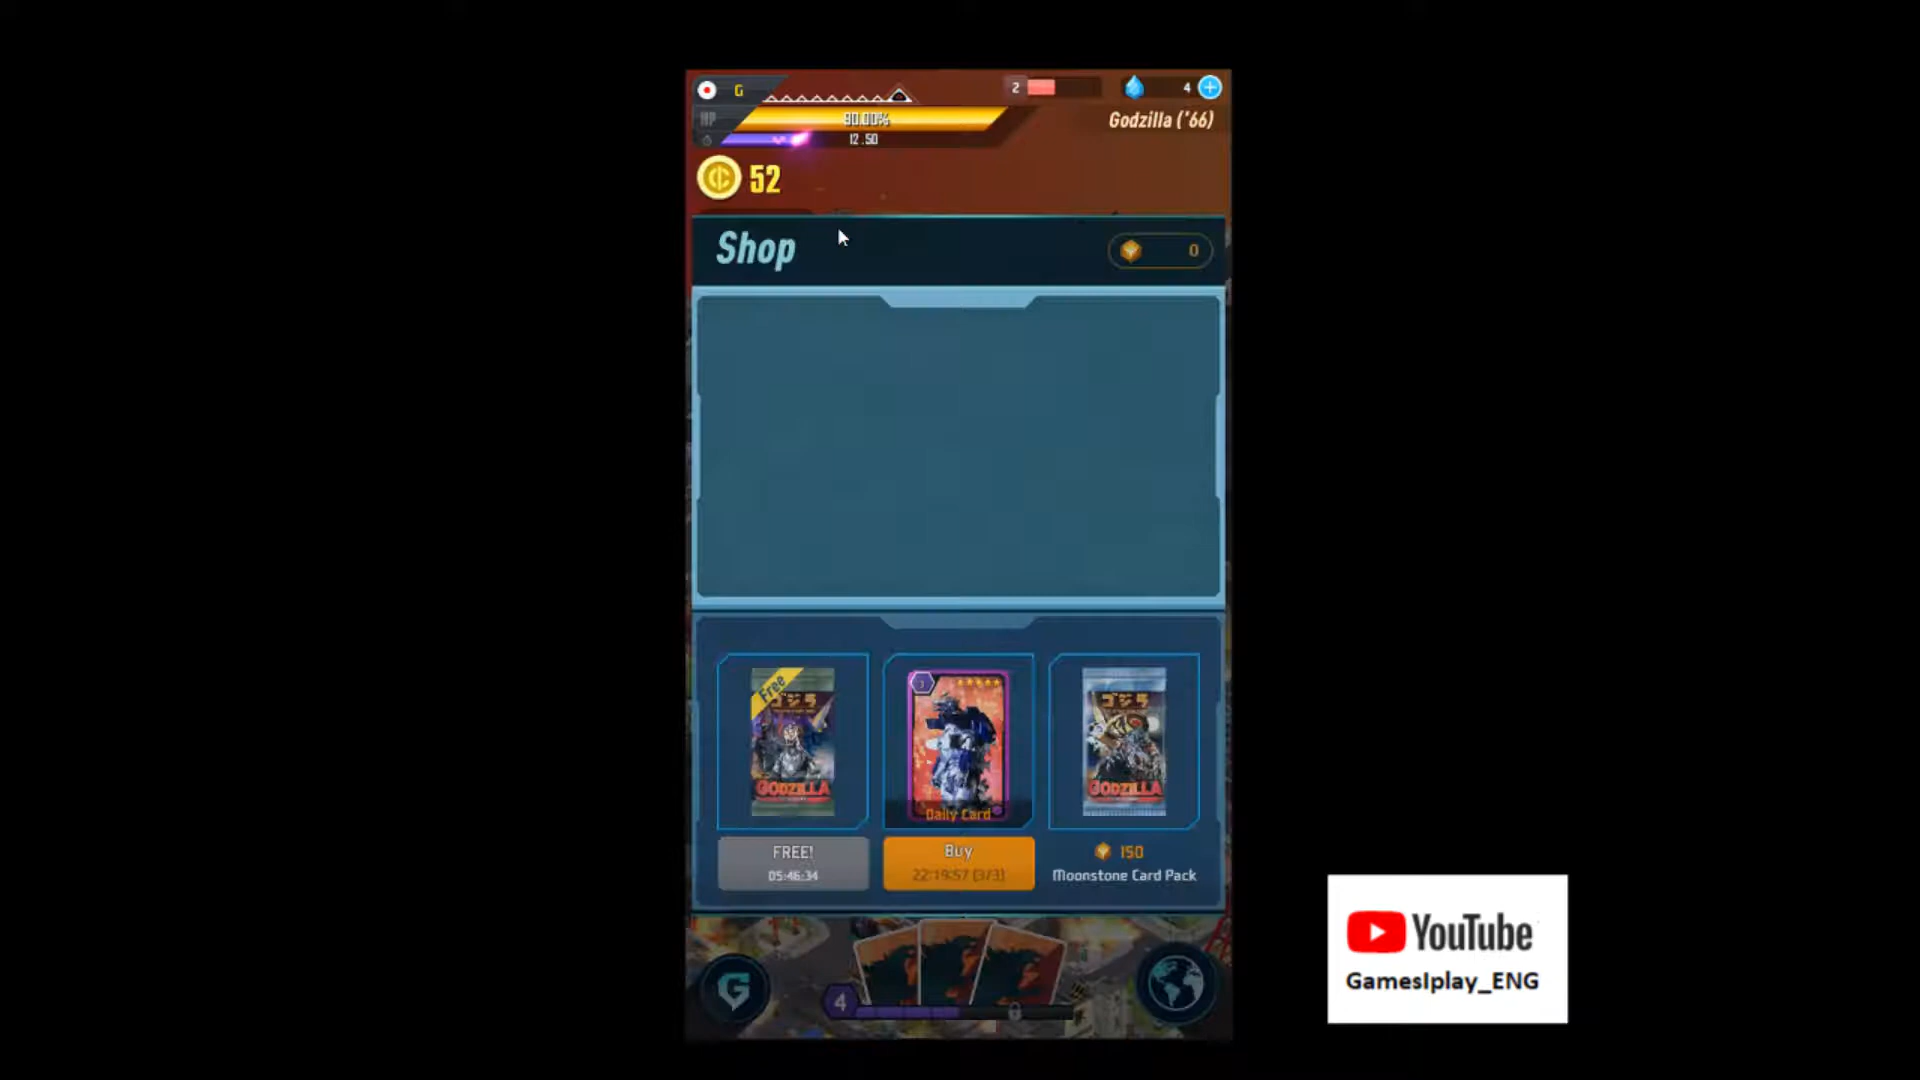 G
2
4
HP
90.00%
Godzilla ('66)
12.50
52
Shop
0
Free
ゴジラ
GODZILLA
Daily Card
ゴジラ
GODZILLA
FREE!
05:46:34
Buy
22:19:57 (3/3)
150
Moonstone Card Pack
4
YouTube
GamesIplay_ENG